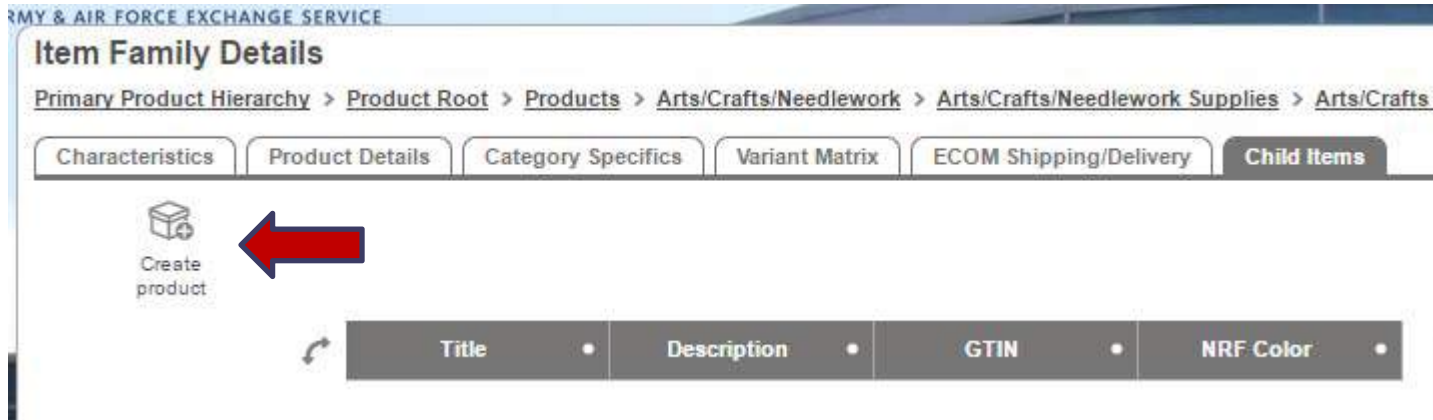 RMY & AIR FORCE EXCHANGE SERVICE
Item Family Details
Primary Product Hierarchy > Product Root > Products > Arts/Crafts/Needlework > Arts/Crafts/Needlework Supplies > Arts/Crafts
Characteristics Product Details Category Specifics Variant Matrix ECOM Shipping/Delivery Child Items
Create
product
Title Description GTIN NRF Color